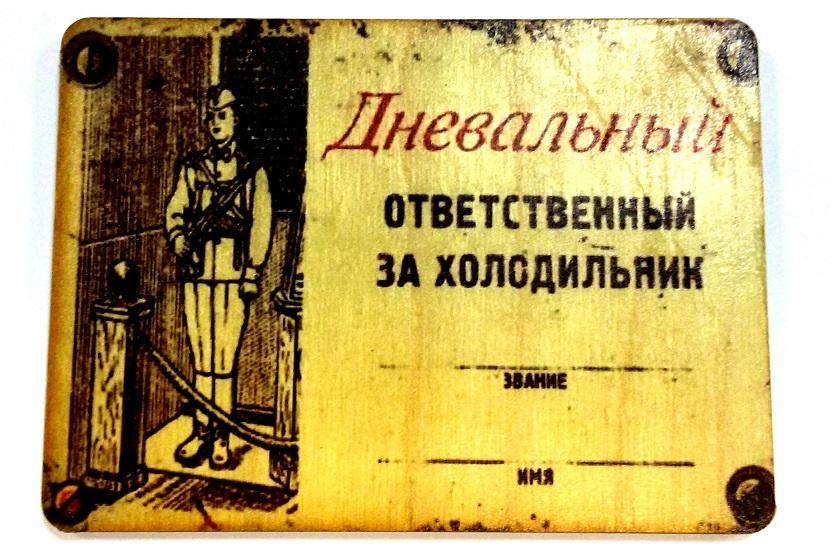 Дневальный
ОТВЕТСТВЕННЫЙ
ЗА ХОЛОДИЛЬНИК
ЗВАНИЕ
ИМЯ